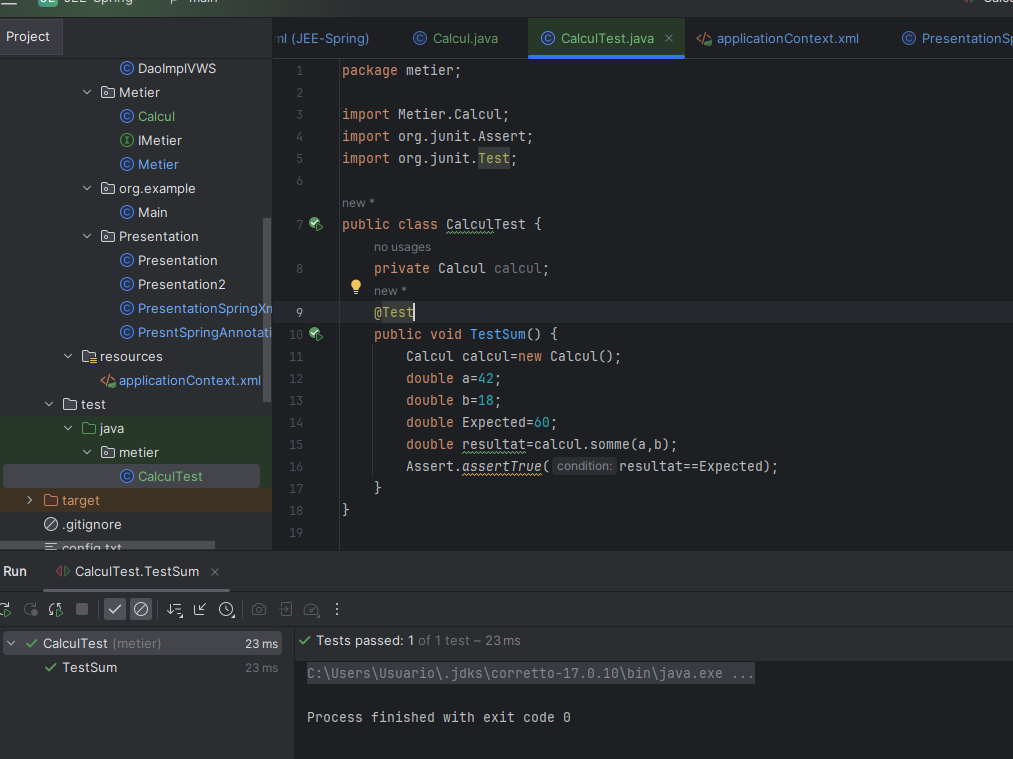 JEE-Spring
main
Project
ml (JEE-Spring)
Calcul.java
CalculTest.java
applicationContext.xml
DaoImplVWS
Metier
Calcul
IMetier
Metier
org.example
Main
Presentation
Presentation
Presentation2
PresentationSpringXm
PresntSpringAnnotati
resources
applicationContext.xml
test
java
metier
CalculTest
target
.gitignore
config.txt
1 package metier;
2
3 import Metier.Calcul;
4 import org.junit.Assert;
5 import org.junit.Test;
6
new *
7 public class CalculTest {
no usages
8 private Calcul calcul;
new *
9 @Test
10 public void TestSum() {
11 Calcul calcul=new Calcul();
12 double a=42;
13 double b=18;
14 double Expected=60;
15 double resultat=calcul.somme(a,b);
16 Assert.assertTrue( condition: resultat==Expected);
17 }
18 }
19
Run
CalculTest.TestSum
CalculTest (metier) 23 ms
TestSum 23 ms
Tests passed: 1 of 1 test – 23 ms
C:\Users\Usuario\.jdks\corretto-17.0.10\bin\java.exe ...
Process finished with exit code 0